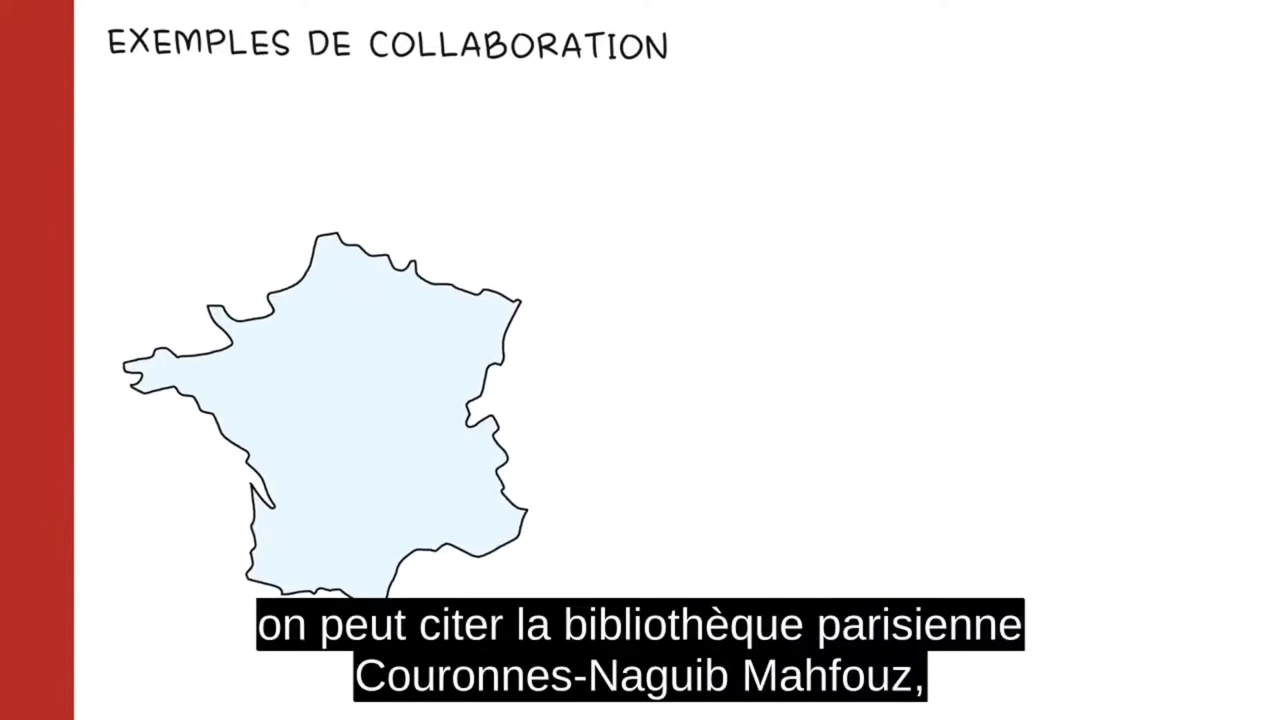 EXEMPLES DE COLLABORATION
on peut citer la bibliothèque parisienne
Couronnes-Naguib Mahfouz,